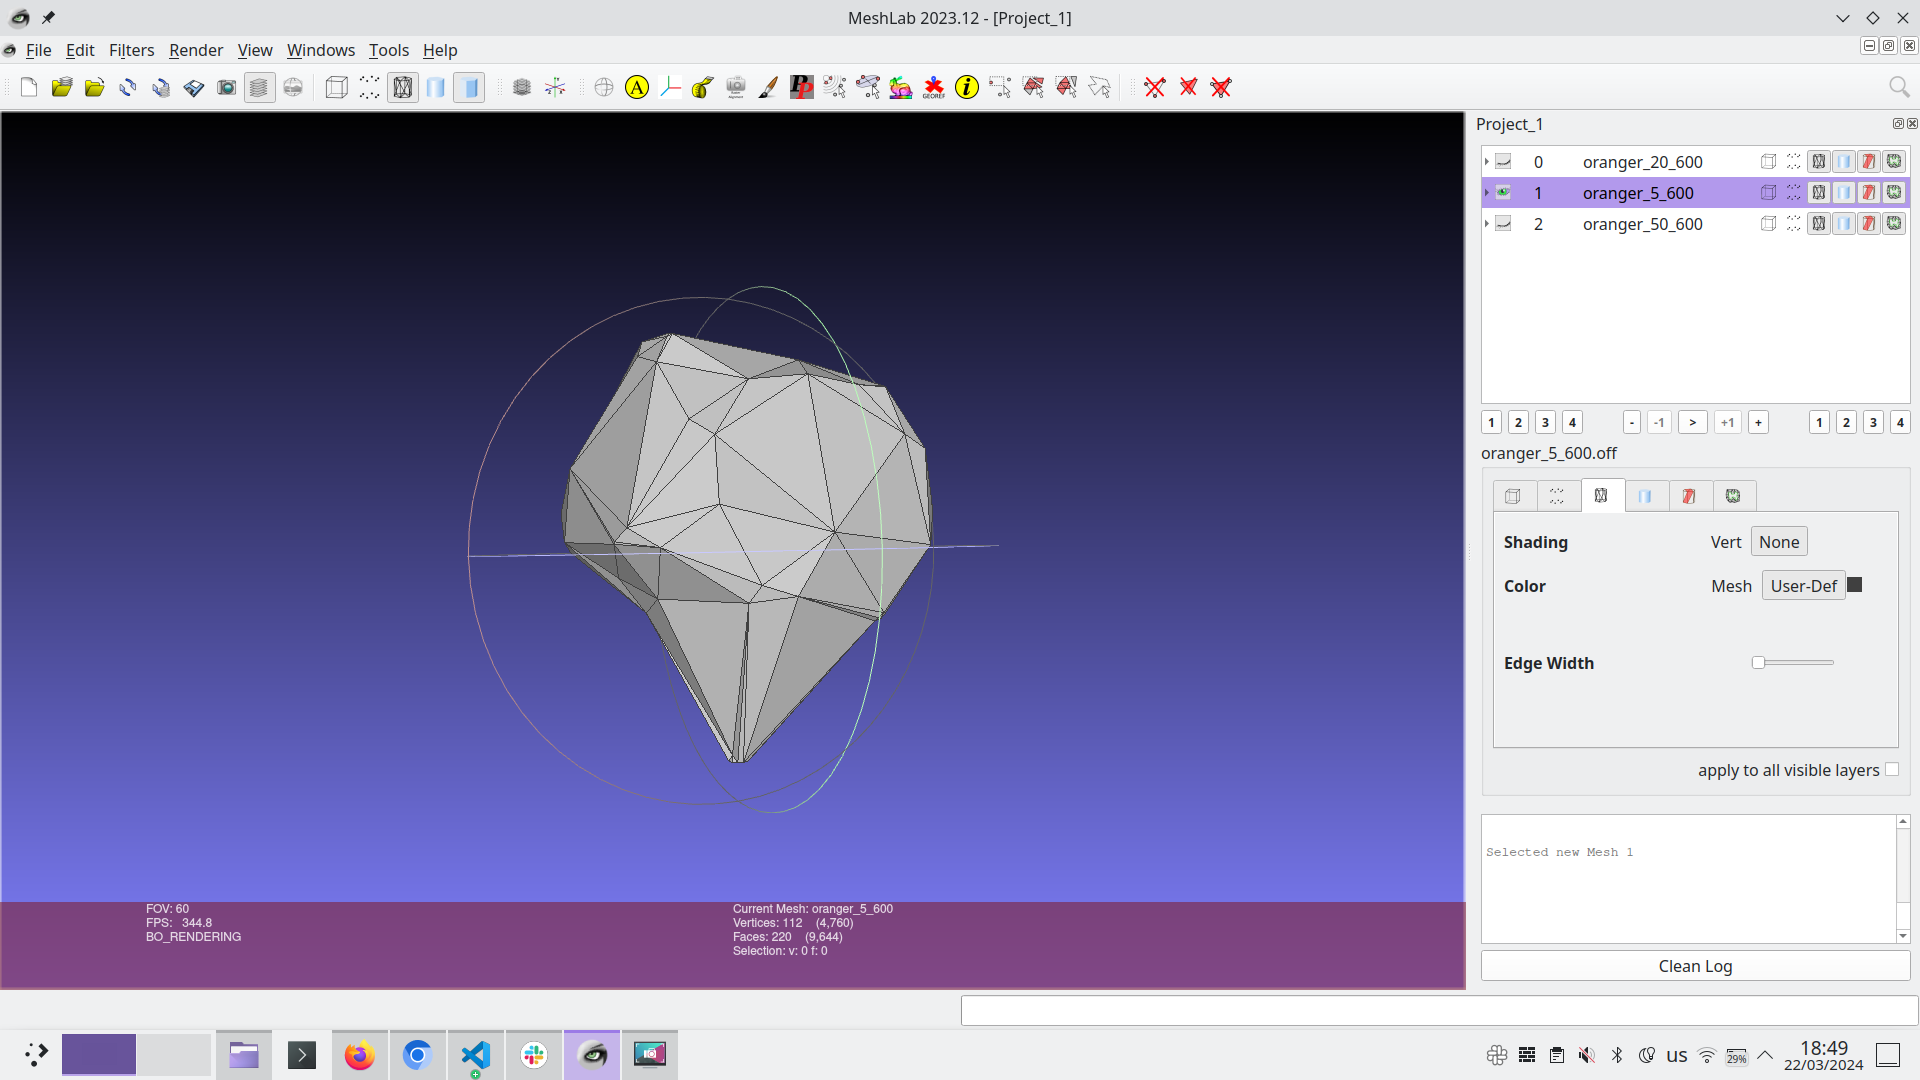 MeshLab 2023.12 - [Project_1]
File Edit Filters Render View Windows Tools Help
A
PP
GEOREF
i
Project_1
0 oranger_20_600
1 oranger_5_600
2 oranger_50_600
1 2 3 4 - -1 > +1 + 1 2 3 4
oranger_5_600.off
Shading Vert None
Color Mesh User-Def
Edge Width
apply to all visible layers
Selected new Mesh 1
Clean Log
FOV: 60
FPS: 344.8
BO_RENDERING
Current Mesh: oranger_5_600
Vertices: 112 (4,760)
Faces: 220 (9,644)
Selection: v: 0 f: 0
us
29%
18:49
22/03/2024